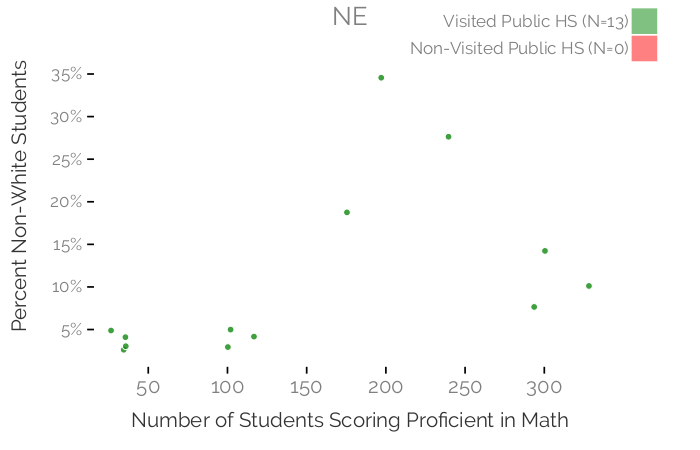 NE
Visited Public HS (N=13)
Non-Visited Public HS (N=0)
Percent Non-White Students
35%
30%
25%
20%
15%
10%
5%
50 100 150 200 250 300
Number of Students Scoring Proficient in Math